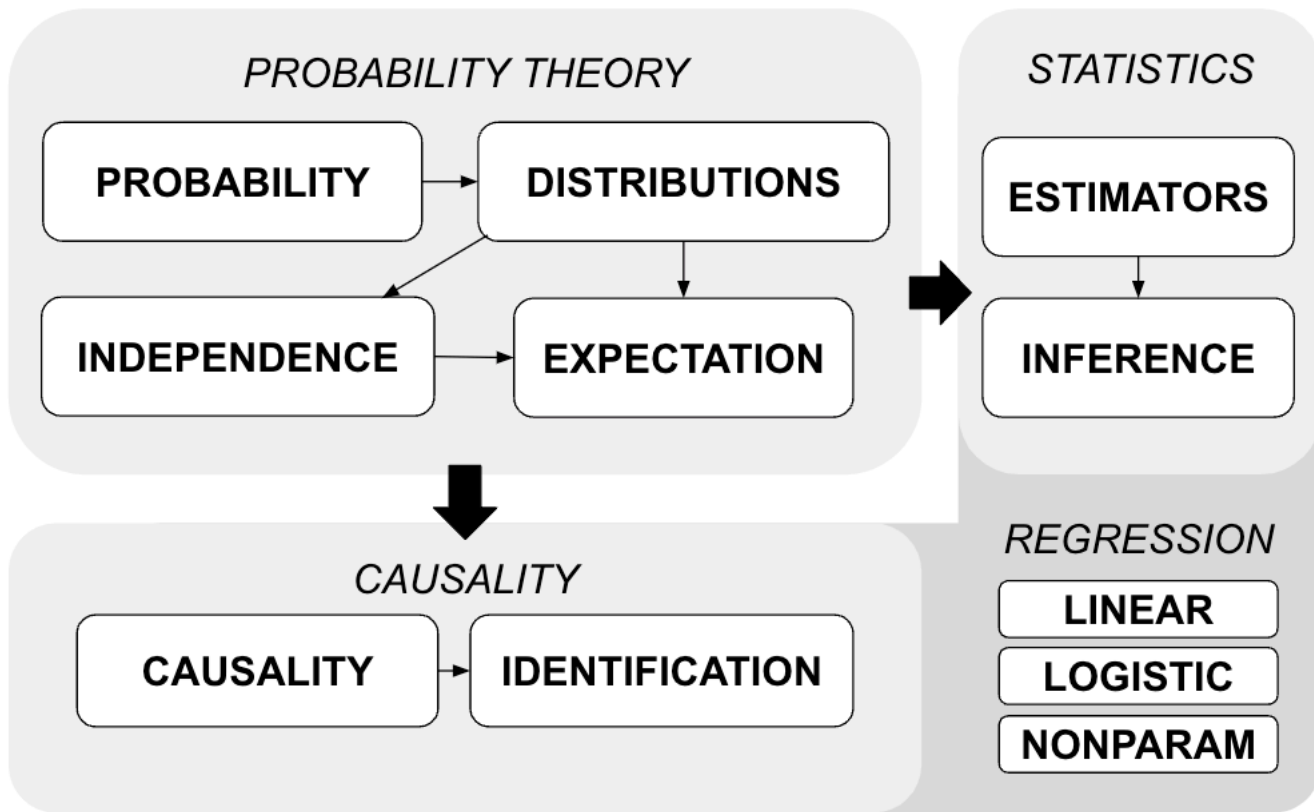 PROBABILITY THEORY
PROBABILITY
DISTRIBUTIONS
INDEPENDENCE
EXPECTATION
STATISTICS
ESTIMATORS
INFERENCE
CAUSALITY
CAUSALITY
IDENTIFICATION
REGRESSION
LINEAR
LOGISTIC
NONPARAM